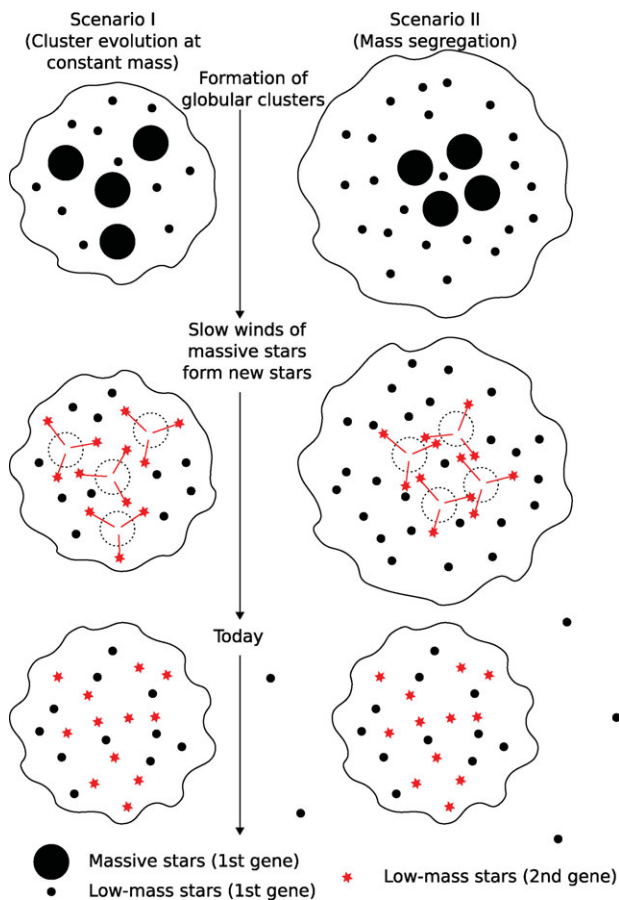 Scenario I
(Cluster evolution at
constant mass)
Scenario II
(Mass segregation)
Formation of
globular clusters
Slow winds of
massive stars
form new stars
Today
Massive stars (1st gene)
Low-mass stars (1st gene)
Low-mass stars (2nd gene)